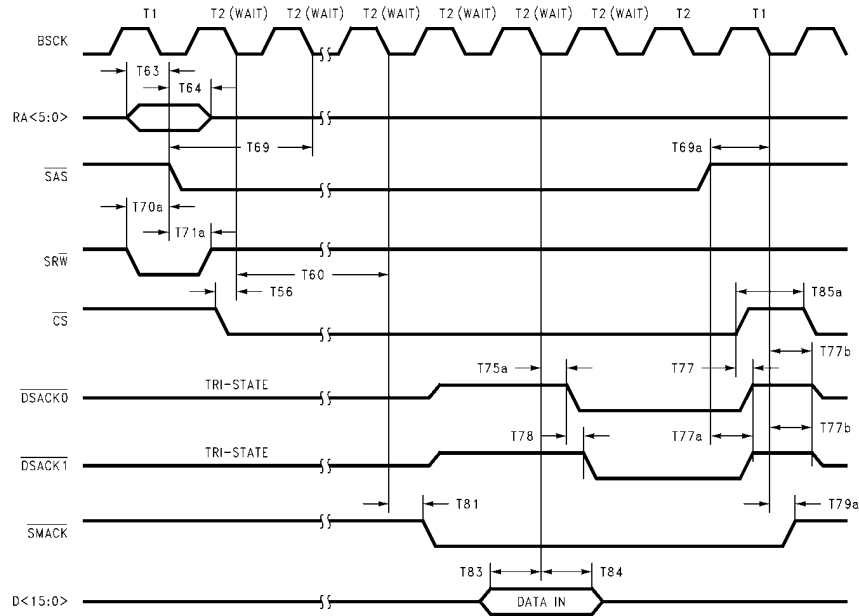 T1 T2 (WAIT) T2 (WAIT) T2 (WAIT) T2 (WAIT) T2 (WAIT) T2 (WAIT) T2 T1
BSCK
T63
T64
RA<5:0>
T69 T69a
SAS
T70a
T71a
SRW
T60
T56 T85a
CS
T77b
T75a T77
DSACK0 TRI-STATE
T77b
T78 T77a
DSACK1 TRI-STATE
T81 T79a
SMACK
T83 T84
D<15:0> DATA IN